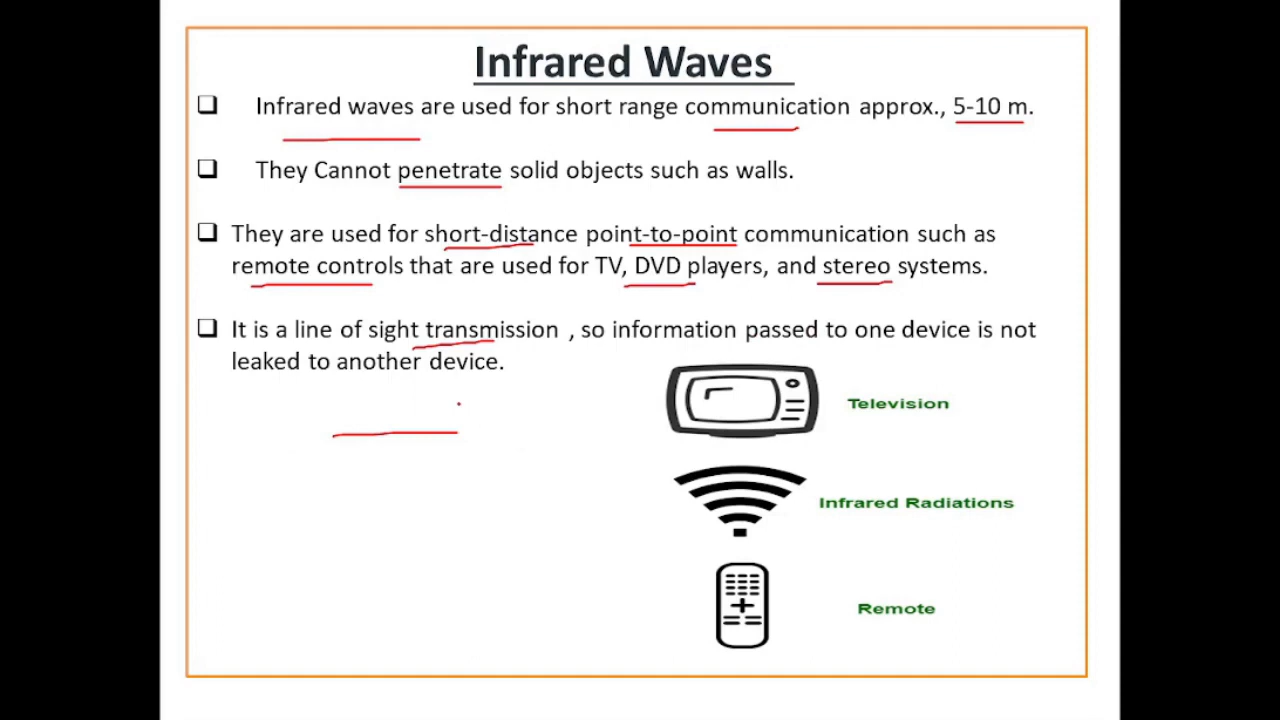 Infrared Waves
Infrared waves are used for short range communication approx., 5-10 m.
They Cannot penetrate solid objects such as walls.
They are used for short-distance point-to-point communication such as
remote controls that are used for TV, DVD players, and stereo systems.
It is a line of sight transmission , so information passed to one device is not
leaked to another device.
Television
Infrared Radiations
Remote